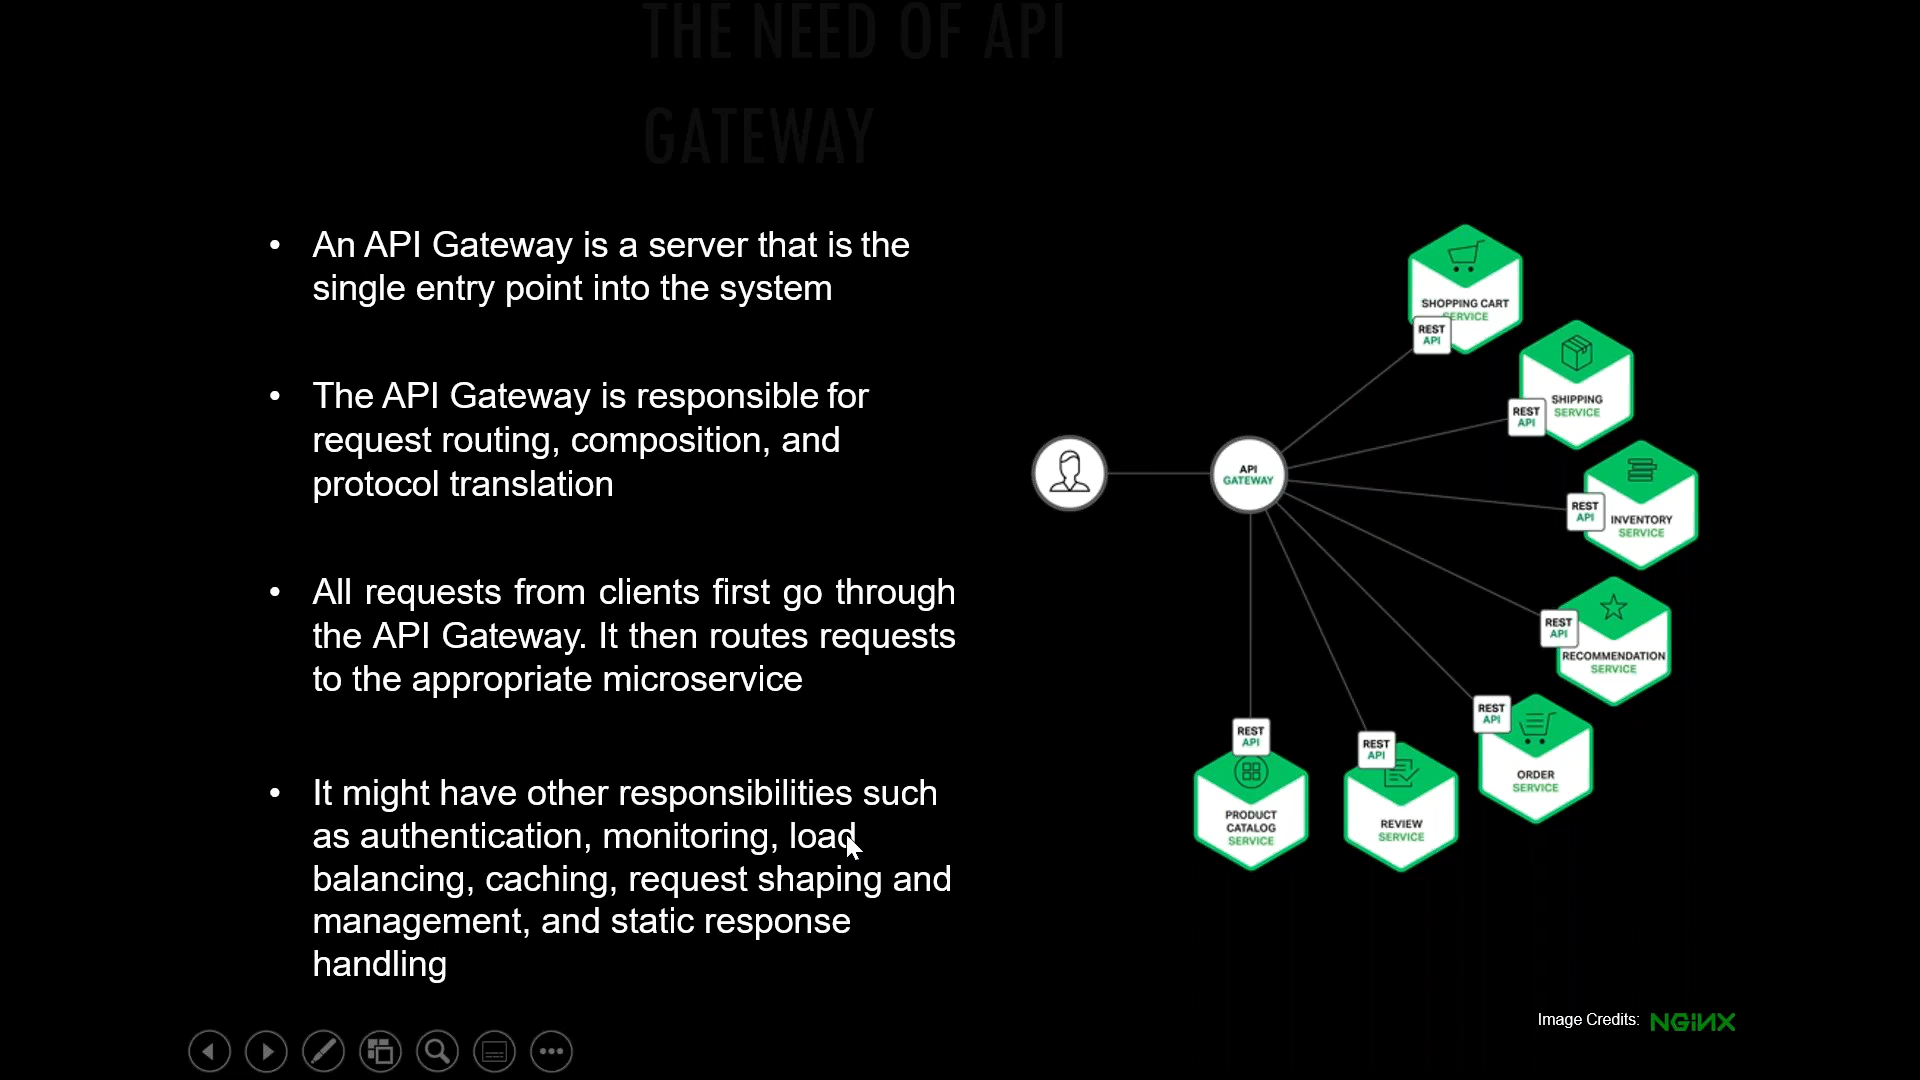 THE NEED OF API
GATEWAY
• An API Gateway is a server that is the
single entry point into the system
• The API Gateway is responsible for
request routing, composition, and
protocol translation
• All requests from clients first go through
the API Gateway. It then routes requests
to the appropriate microservice
• It might have other responsibilities such
as authentication, monitoring, load
balancing, caching, request shaping and
management, and static response
handling
SHOPPING CART
SERVICE
REST
API
SHIPPING
SERVICE
REST
API
INVENTORY
SERVICE
REST
API
API
GATEWAY
REST
API
RECOMMENDATION
SERVICE
REST
API
ORDER
SERVICE
REST
API
REVIEW
SERVICE
REST
API
PRODUCT
CATALOG
SERVICE
Image Credits: NGINX